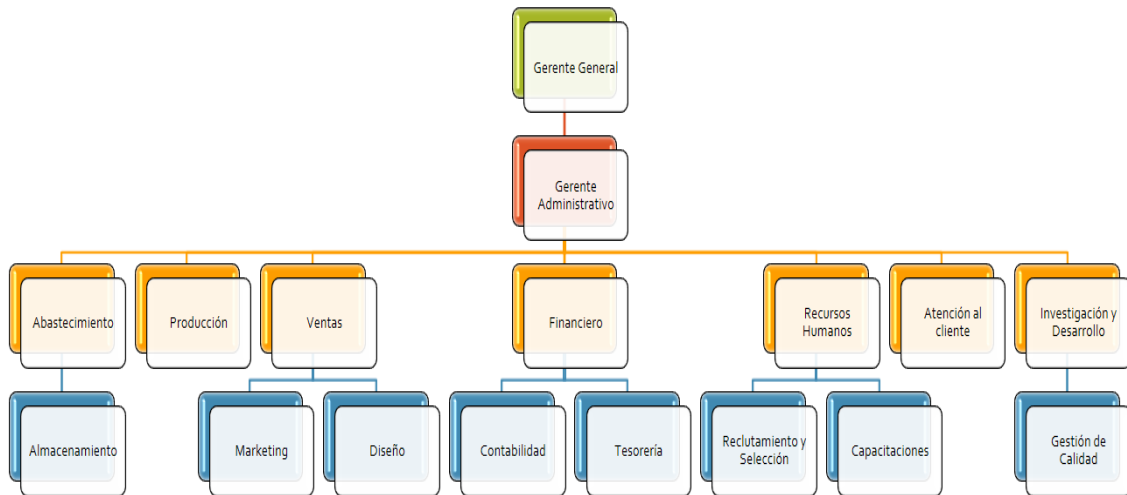 Gerente General
Gerente
Administrativo
Abastecimiento
Producción
Ventas
Financiero
Recursos
Humanos
Atención al
cliente
Investigación y
Desarrollo
Almacenamiento
Marketing
Diseño
Contabilidad
Tesorería
Reclutamiento y
Selección
Capacitaciones
Gestión de
Calidad